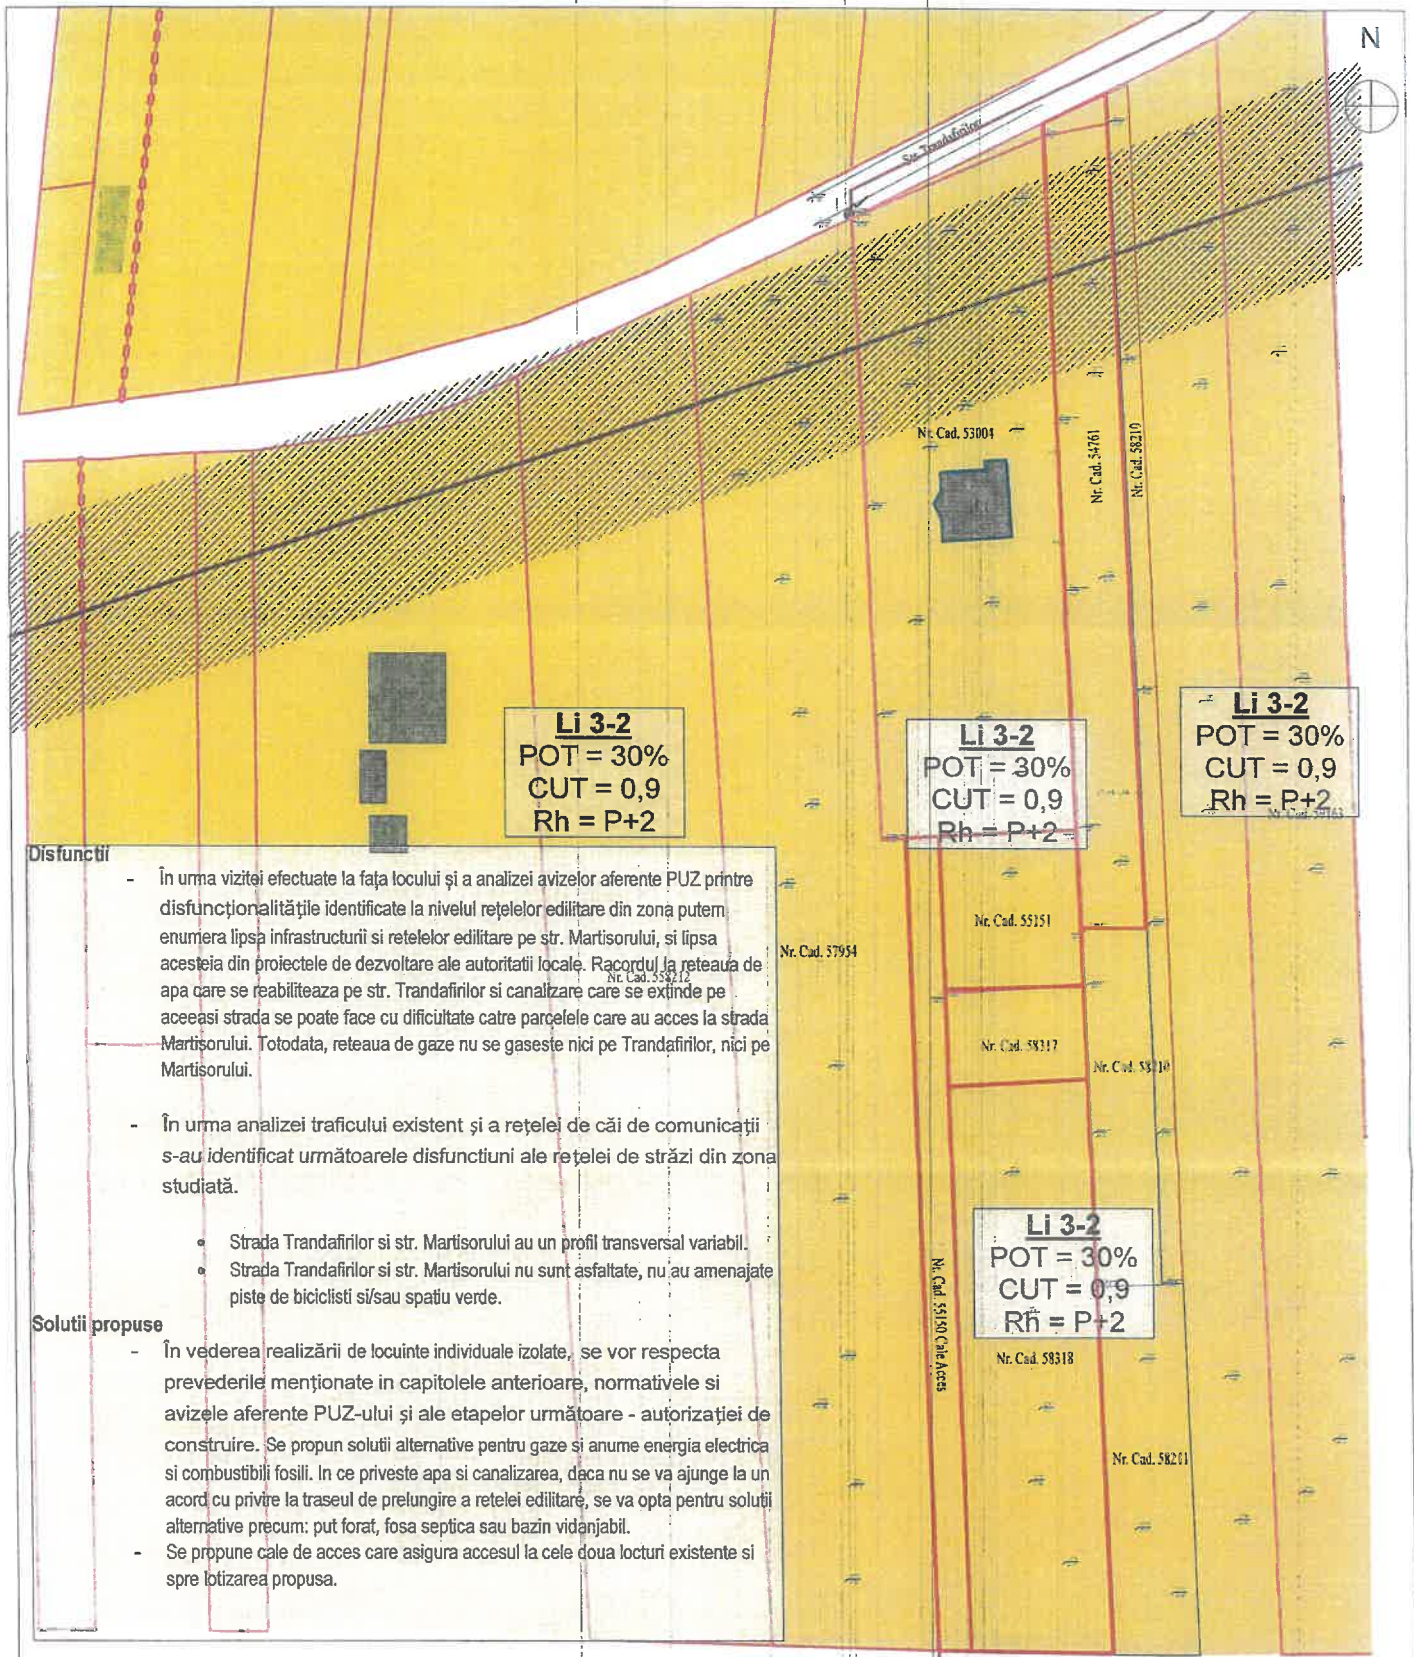 N
Str. Trandafirilor
Nr. Cad. 53004
Nr. Cad. 54761
Nr. Cad. 58210
Li 3-2
POT = 30%
CUT = 0,9
Rh = P+2
Li 3-2
POT = 30%
CUT = 0,9
Rh = P+2
Li 3-2
POT = 30%
CUT = 0,9
Rh = P+2
Disfunctii
- În urma vizitei efectuate la fața locului și a analizei avizelor aferente PUZ printre
disfuncționalitățile identificate la nivelul rețelelor edilitare din zona putem
enumera lipsa infrastructurii si retelelor edilitare pe str. Martisorului, si lipsa
acesteia din proiectele de dezvoltare ale autoritatii locale. Racordul la reteaua de
apa care se reabiliteaza pe str. Trandafirilor si canalizare care se extinde pe
aceeasi strada se poate face cu dificultate catre parcelele care au acces la strada
Martisorului. Totodata, reteaua de gaze nu se gaseste nici pe Trandafirilor, nici pe
Martisorului.
- În urma analizei traficului existent și a rețelei de căi de comunicații
s-au identificat următoarele disfunctiuni ale rețelei de străzi din zona
studiată.
Strada Trandafirilor si str. Martisorului au un profil transversal variabil.
Strada Trandafirilor si str. Martisorului nu sunt asfaltate, nu au amenajate
piste de biciclisti si/sau spatiu verde.
Solutii propuse
- În vederea realizării de locuinte individuale izolate, se vor respecta
prevederile menționate in capitolele anterioare, normativele si
avizele aferente PUZ-ului și ale etapelor următoare - autorizației de
construire. Se propun solutii alternative pentru gaze si anume energia electrica
si combustibili fosili. In ce priveste apa si canalizarea, daca nu se va ajunge la un
acord cu privire la traseul de prelungire a retelei edilitare, se va opta pentru solutii
alternative precum: put forat, fosa septica sau bazin vidanjabil.
- Se propune cale de acces care asigura accesul la cele doua locturi existente si
spre lotizarea propusa.
Nr. Cad. 57954
Nr. Cad. 55151
Nr. Cad. 58317
Nr. Cad. 58210
Li 3-2
POT = 30%
CUT = 0,9
Rh = P+2
Nr. Cad. 55150 Cale Acces
Nr. Cad. 58318
Nr. Cad. 58211